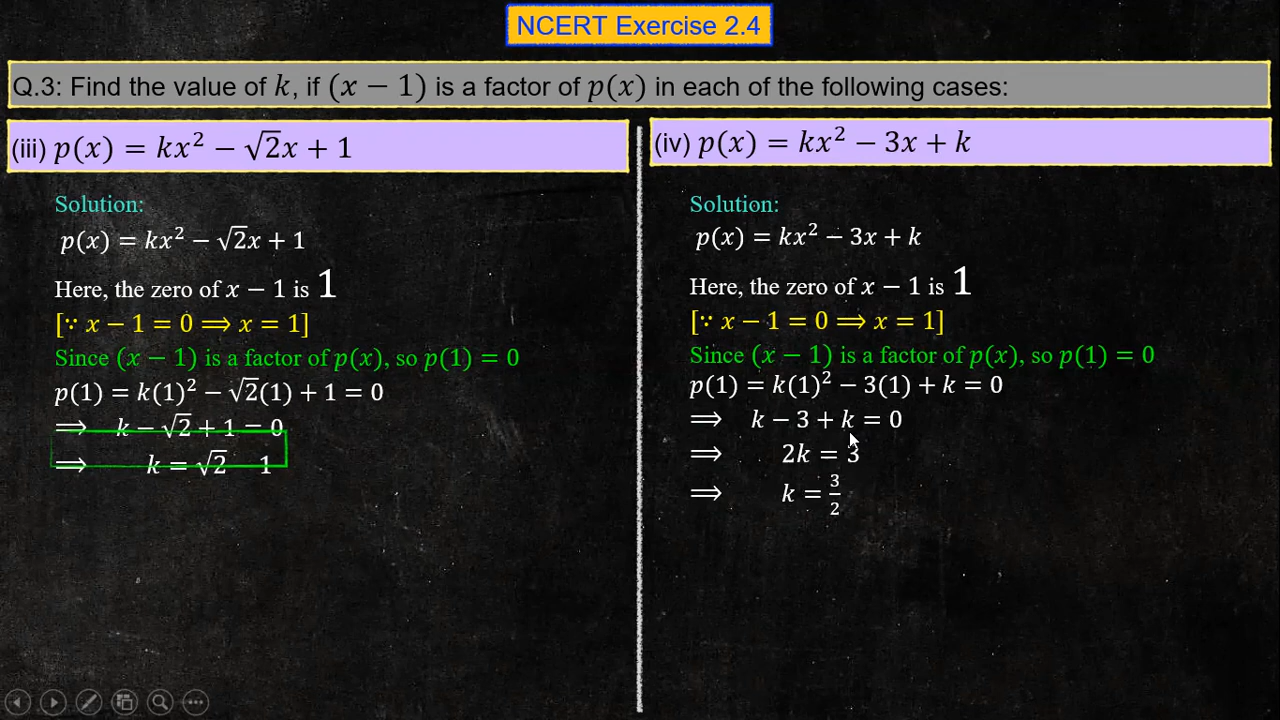 NCERT Exercise 2.4
Q.3: Find the value of k, if (x − 1) is a factor of p(x) in each of the following cases:
(iii) p(x) = kx² − √2x + 1
Solution:
p(x) = kx² − √2x + 1
Here, the zero of x − 1 is 1
[∵ x − 1 = 0 ⟹ x = 1]
Since (x − 1) is a factor of p(x), so p(1) = 0
p(1) = k(1)² − √2(1) + 1 = 0
⟹ k − √2 + 1 = 0
⟹ k = √2 − 1
(iv) p(x) = kx² − 3x + k
Solution:
p(x) = kx² − 3x + k
Here, the zero of x − 1 is 1
[∵ x − 1 = 0 ⟹ x = 1]
Since (x − 1) is a factor of p(x), so p(1) = 0
p(1) = k(1)² − 3(1) + k = 0
⟹ k − 3 + k = 0
⟹ 2k = 3
⟹ k = 3/2